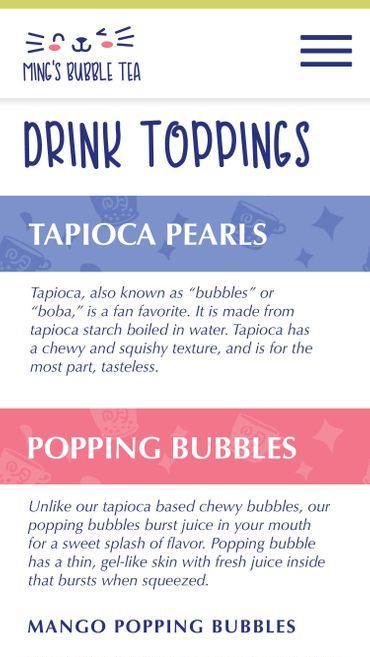 MING'S BUBBLE TEA
DRINK TOPPINGS
TAPIOCA PEARLS
Tapioca, also known as “bubbles” or
“boba,” is a fan favorite. It is made from
tapioca starch boiled in water. Tapioca has
a chewy and squishy texture, and is for the
most part, tasteless.
POPPING BUBBLES
Unlike our tapioca based chewy bubbles, our
popping bubbles burst juice in your mouth
for a sweet splash of flavor. Popping bubble
has a thin, gel-like skin with fresh juice inside
that bursts when squeezed.
MANGO POPPING BUBBLES